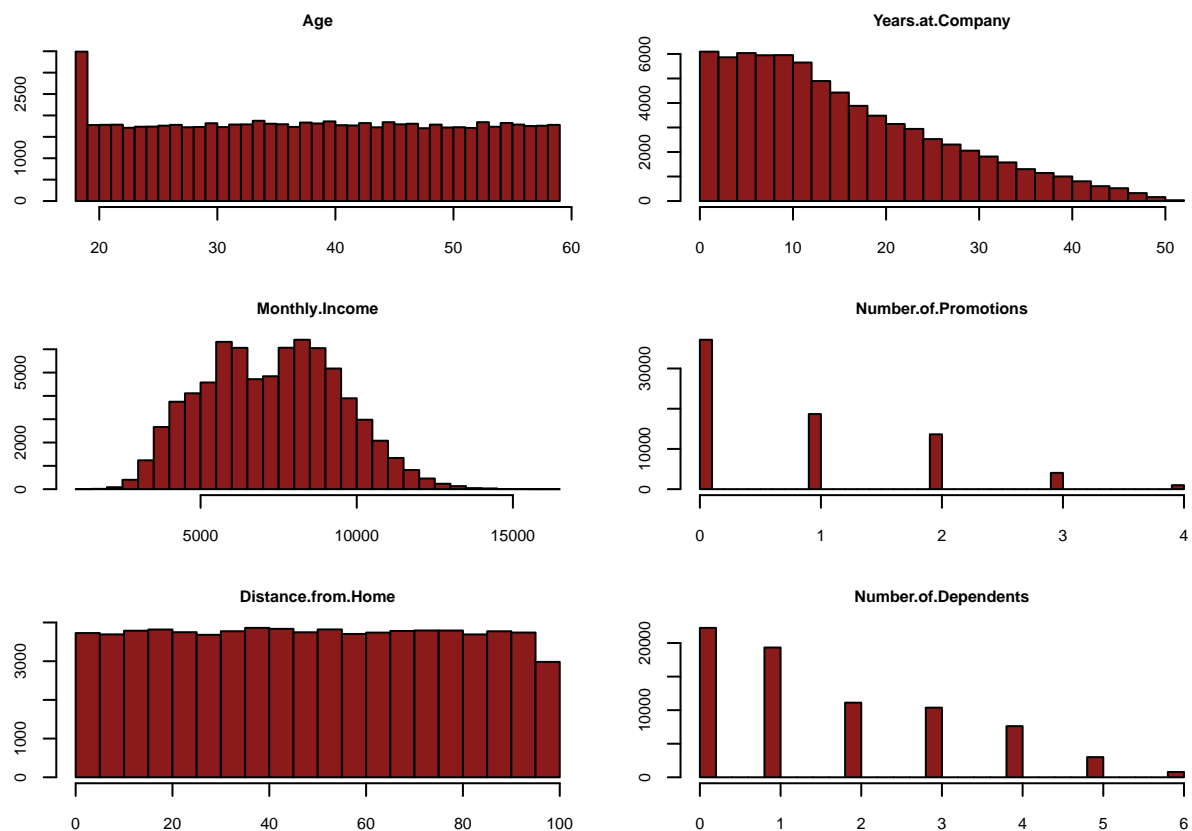 Age
0 1000 2500
20 30 40 50 60
Years.at.Company
0 2000 4000 6000
0 10 20 30 40 50
Monthly.Income
0 2000 5000
5000 10000 15000
Number.of.Promotions
0 10000 30000
0 1 2 3 4
Distance.from.Home
0 1000 3000
0 20 40 60 80 100
Number.of.Dependents
0 10000 20000
0 1 2 3 4 5 6